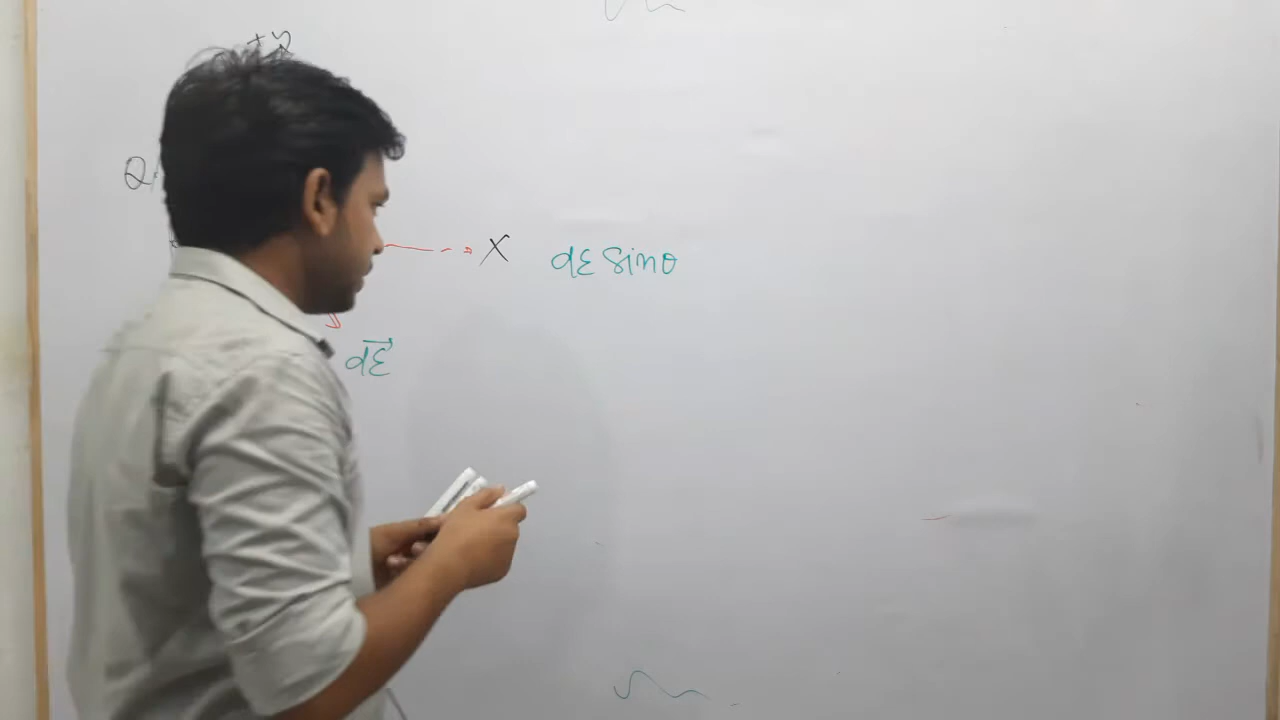 +y
Q
X dE sinθ
dE⃗